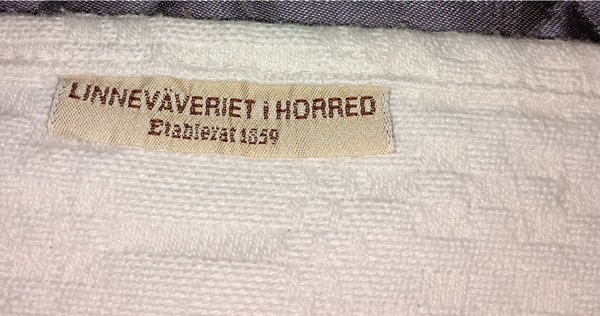 LINNEVÄVERIET I HORRED
Etablerat 1859